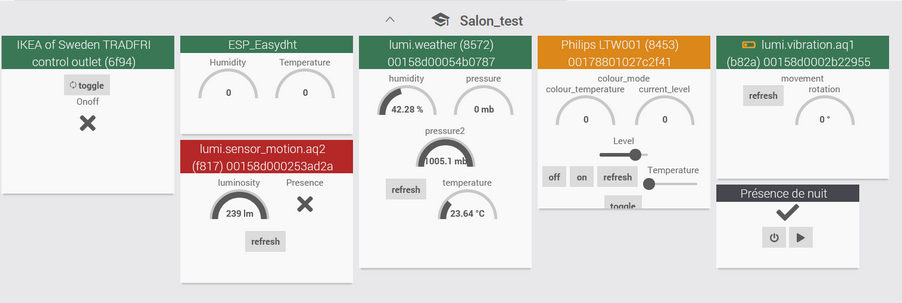 Salon_test
IKEA of Sweden TRADFRI
control outlet (6f94)
toggle
Onoff
ESP_Easydht
Humidity
Temperature
0
0
lumi.sensor_motion.aq2
(f817) 00158d000253ad2a
luminosity
Presence
239 lm
refresh
lumi.weather (8572)
00158d00054b0787
humidity
pressure
42.28 %
0 mb
pressure2
1005.1 mb
refresh
temperature
23.64 °C
Philips LTW001 (8453)
00178801027c2f41
colour_mode
colour_temperature
current_level
0
0
Level
off
on
refresh
Temperature
toggle
lumi.vibration.aq1
(b82a) 00158d0002b22955
movement
refresh
rotation
0 °
Présence de nuit